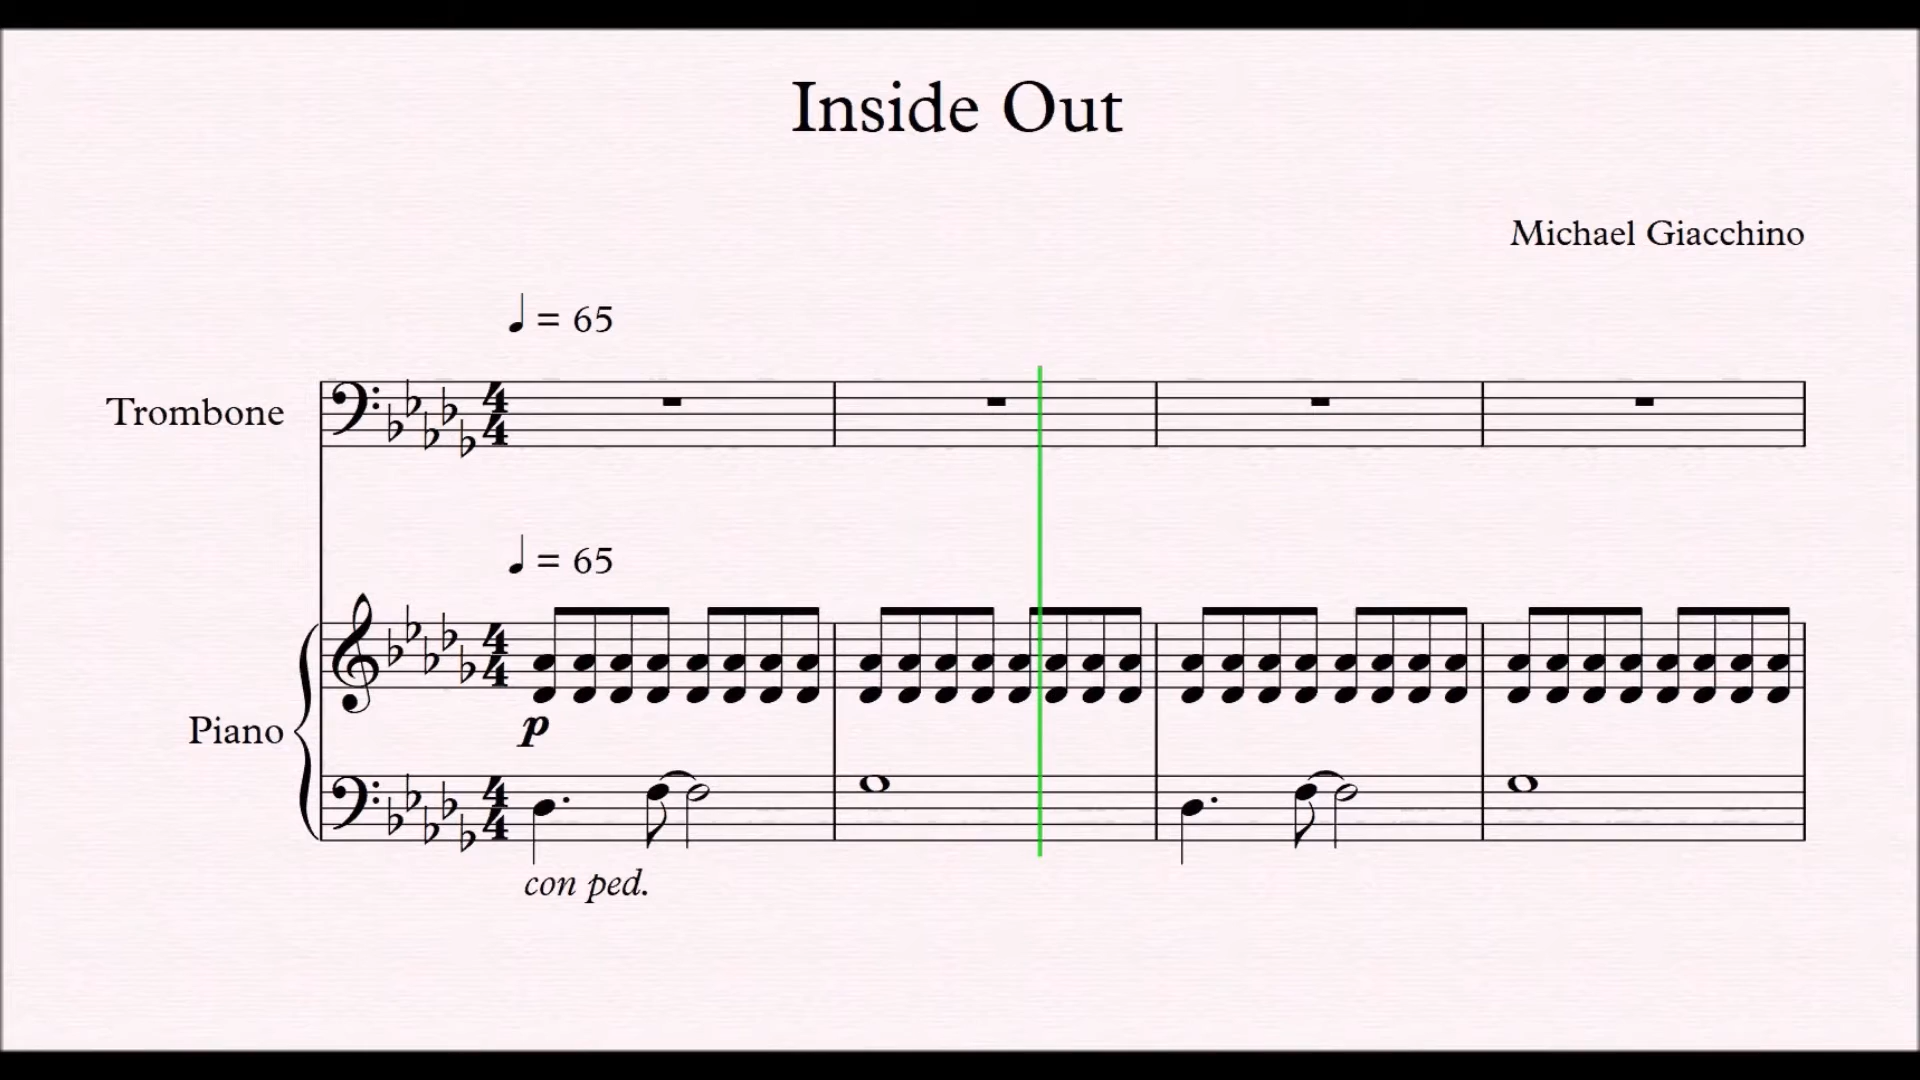 Inside Out
Michael Giacchino
♩ = 65
Trombone
♩ = 65
Piano
p
con ped.